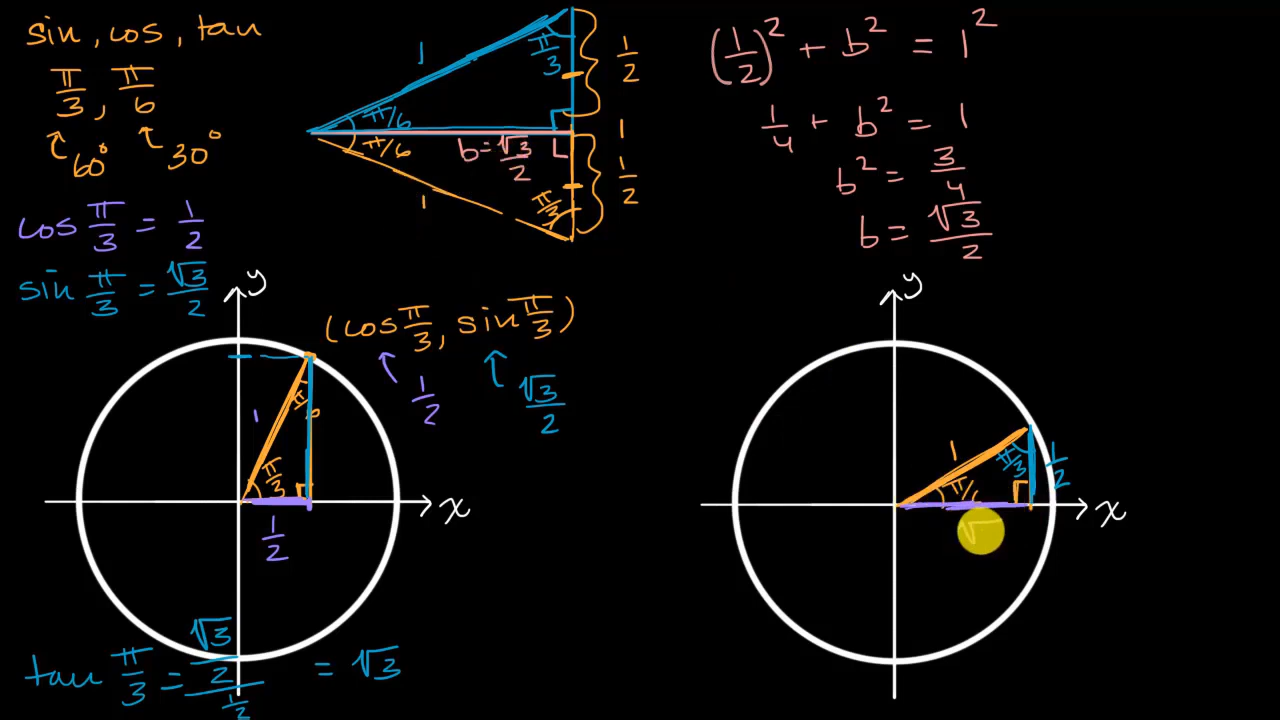 sin, cos, tan
π/3, π/6
60° 30°
cos π/3 = 1/2
sin π/3 = √3/2
1
π/3
1/2
π/6
π/6
b = √3/2
1
1/2
π/3
1
(1/2)² + b² = 1²
1/4 + b² = 1
b² = 3/4
b = √3/2
y
(cos π/3, sin π/3)
1/2
√3/2
1
π/6
π/3
x
1/2
tan π/3 = (√3/2)/(1/2) = √3
y
1
π/3
1/2
π/6
x
√